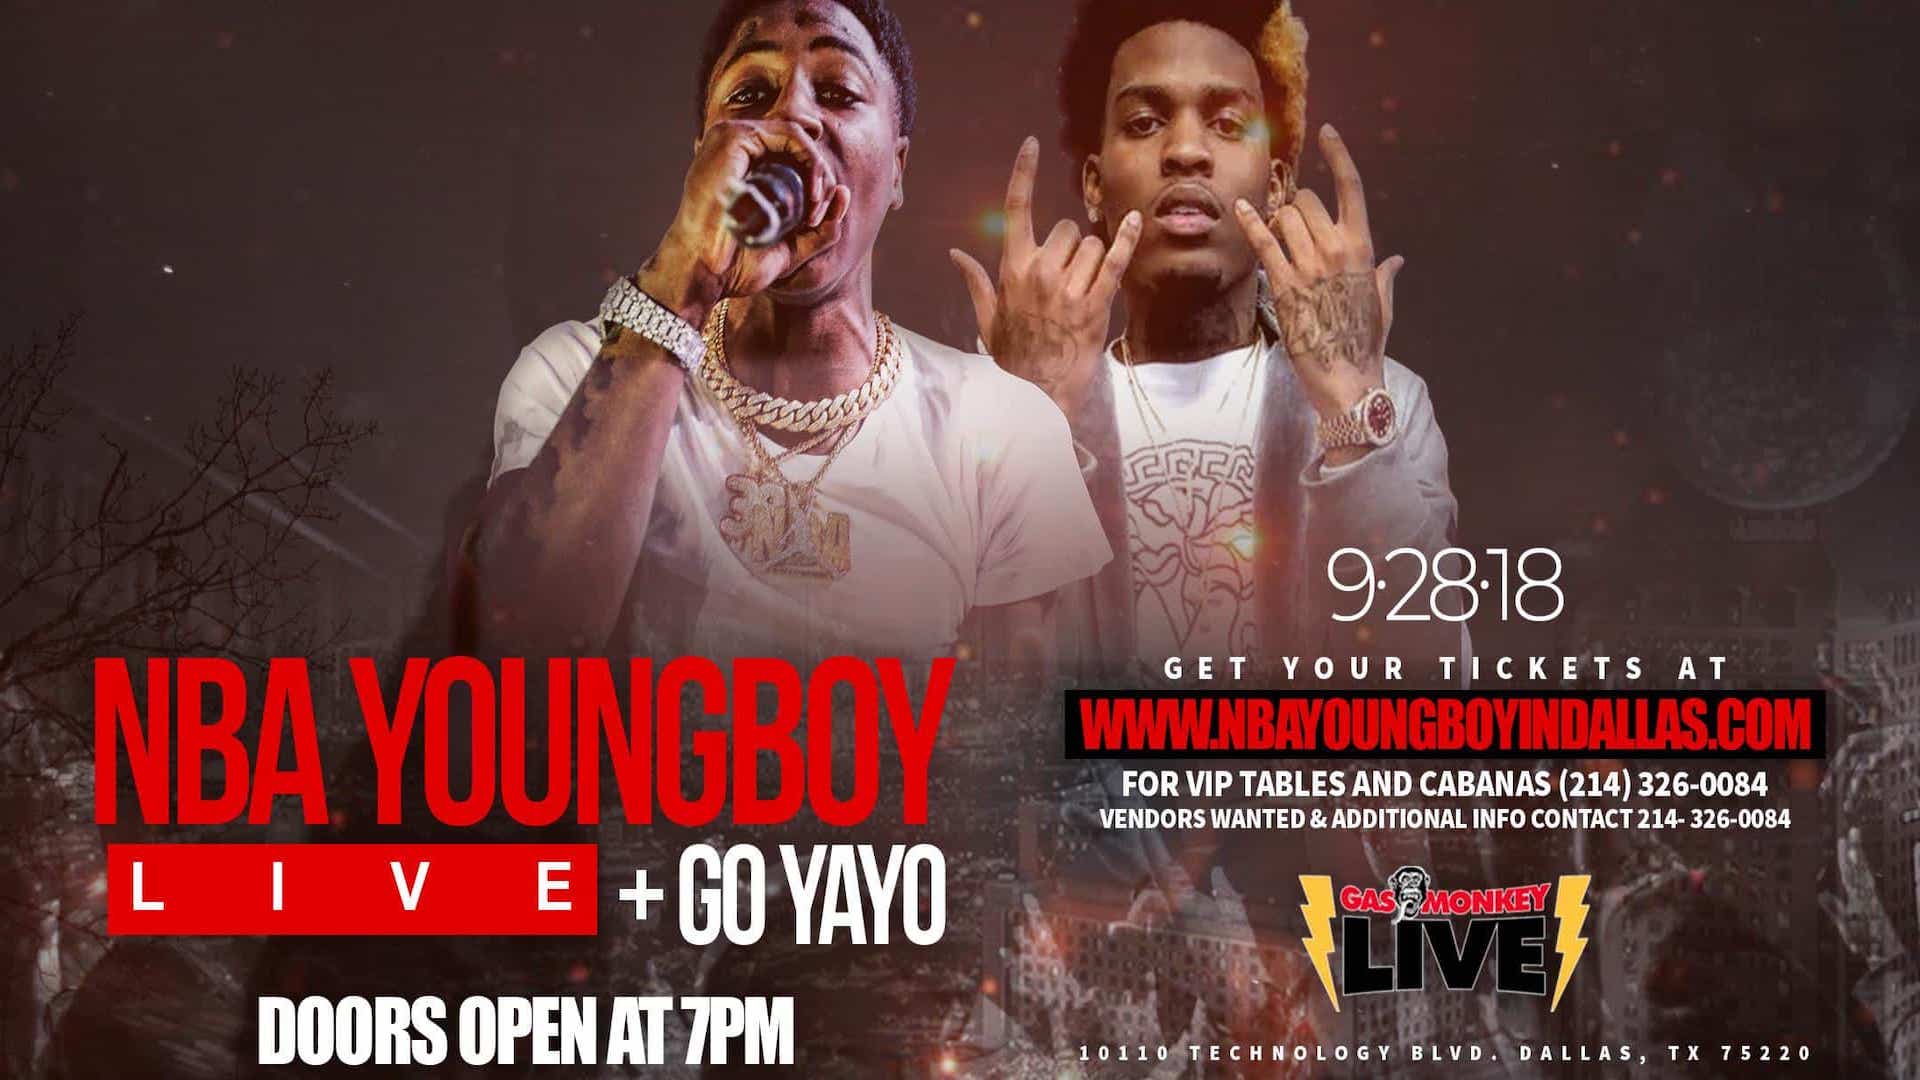 NBA YOUNGBOY
LIVE + GO YAYO
DOORS OPEN AT 7PM
9·28·18
GET YOUR TICKETS AT
WWW.NBAYOUNGBOYINDALLAS.COM
FOR VIP TABLES AND CABANAS (214) 326-0084
VENDORS WANTED & ADDITIONAL INFO CONTACT 214- 326-0084
GAS MONKEY
LIVE
10110 TECHNOLOGY BLVD. DALLAS, TX 75220